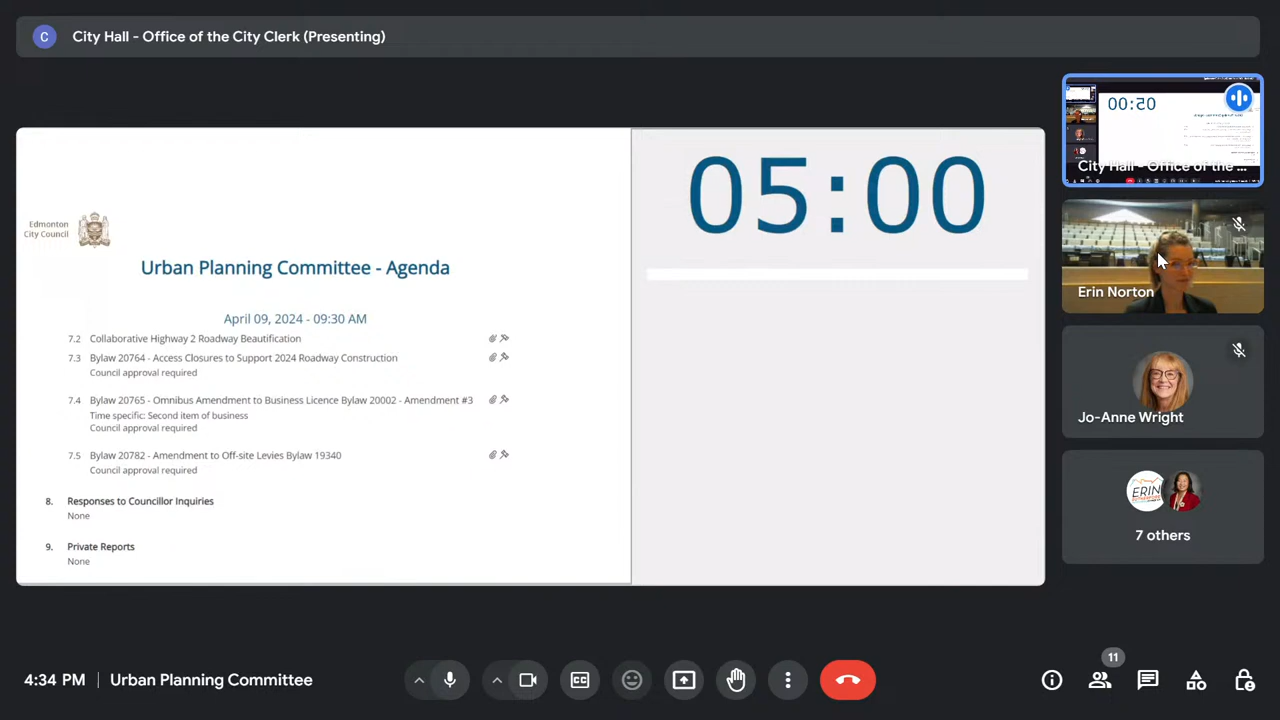 C City Hall - Office of the City Clerk (Presenting)
Edmonton
City Council
Urban Planning Committee - Agenda
April 09, 2024 - 09:30 AM
7.2 Collaborative Highway 2 Roadway Beautification
7.3 Bylaw 20764 - Access Closures to Support 2024 Roadway Construction
Council approval required
7.4 Bylaw 20765 - Omnibus Amendment to Business Licence Bylaw 20002 - Amendment #3
Time specific: Second item of business
Council approval required
7.5 Bylaw 20782 - Amendment to Off-site Levies Bylaw 19340
Council approval required
8. Responses to Councillor Inquiries
None
9. Private Reports
None
05:00
05:00
City Hall - Office of the ...
Erin Norton
Jo-Anne Wright
ERIN
7 others
4:34 PM | Urban Planning Committee
CC
11